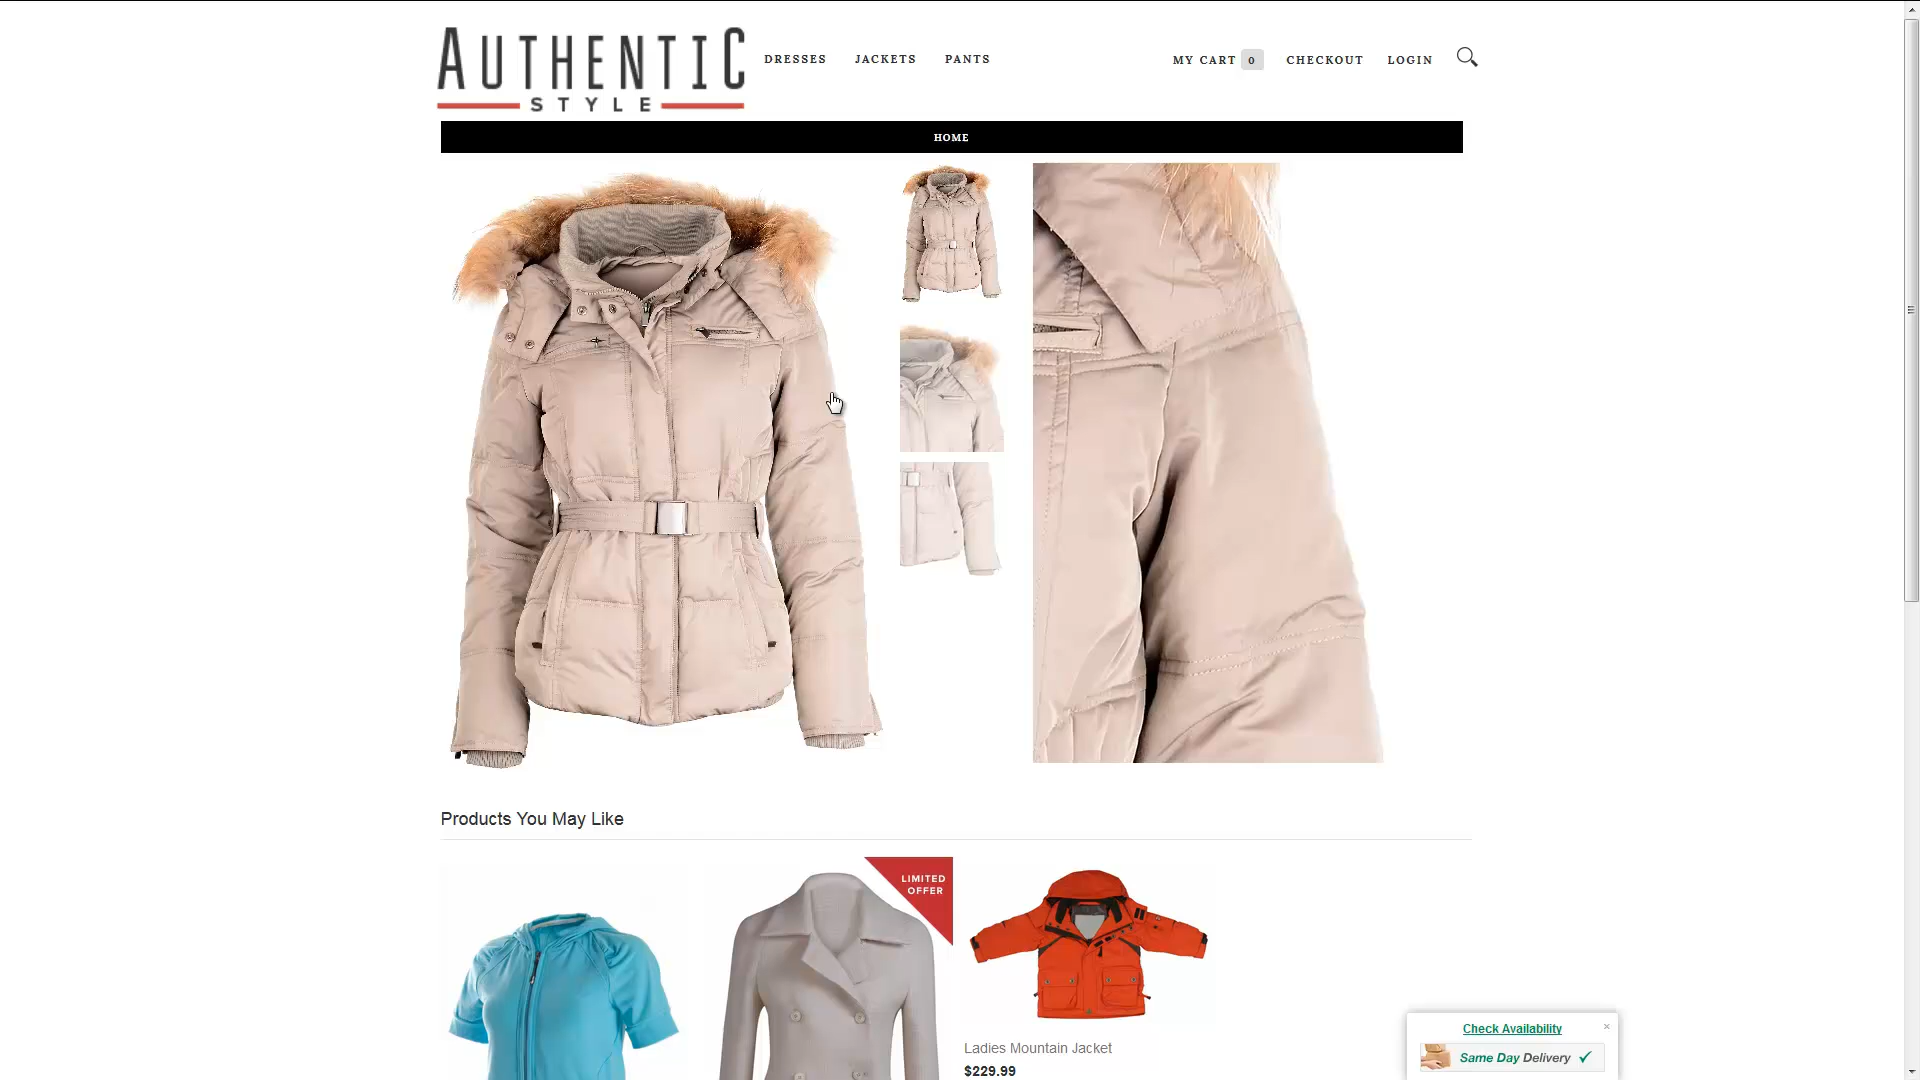 AUTHENTIC
STYLE
DRESSES JACKETS PANTS
MY CART 0 CHECKOUT LOGIN
HOME
Products You May Like
LIMITED
OFFER
Ladies Mountain Jacket
$229.99
Check Availability ×
Same Day Delivery ✓